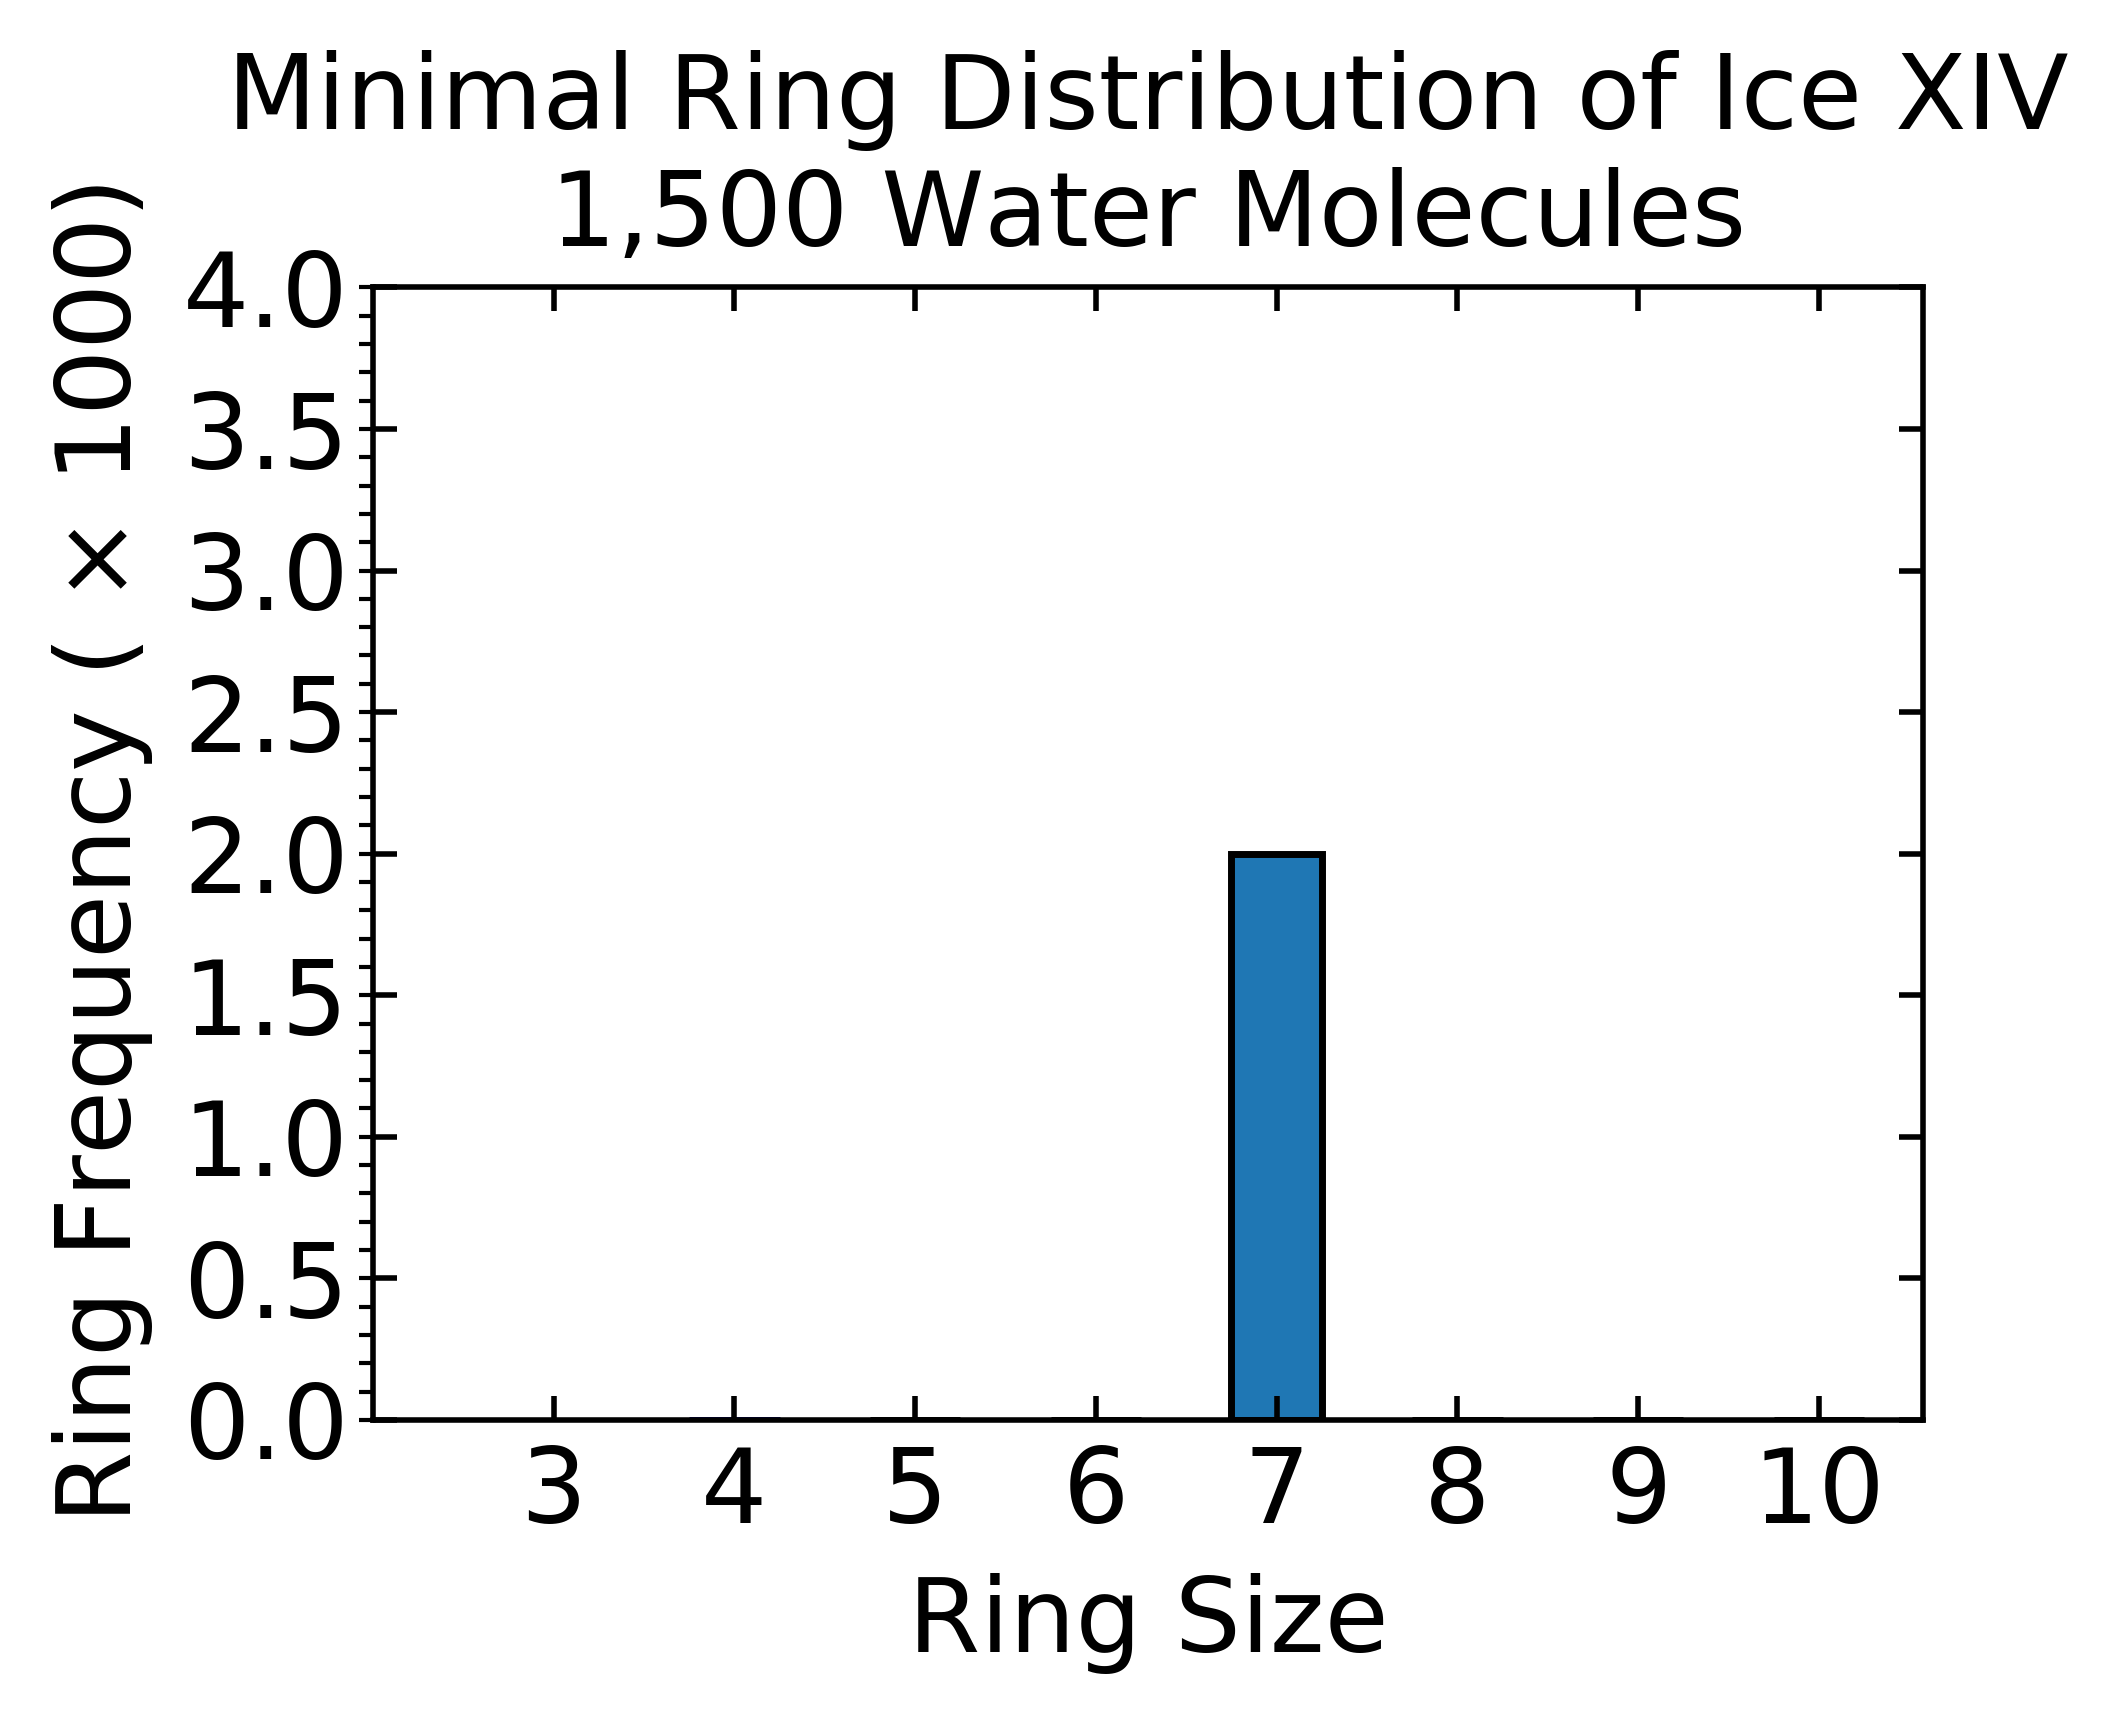 Minimal Ring Distribution of Ice XIV
1,500 Water Molecules
Ring Frequency ( × 1000)
4.0
3.5
3.0
2.5
2.0
1.5
1.0
0.5
0.0
3 4 5 6 7 8 9 10
Ring Size